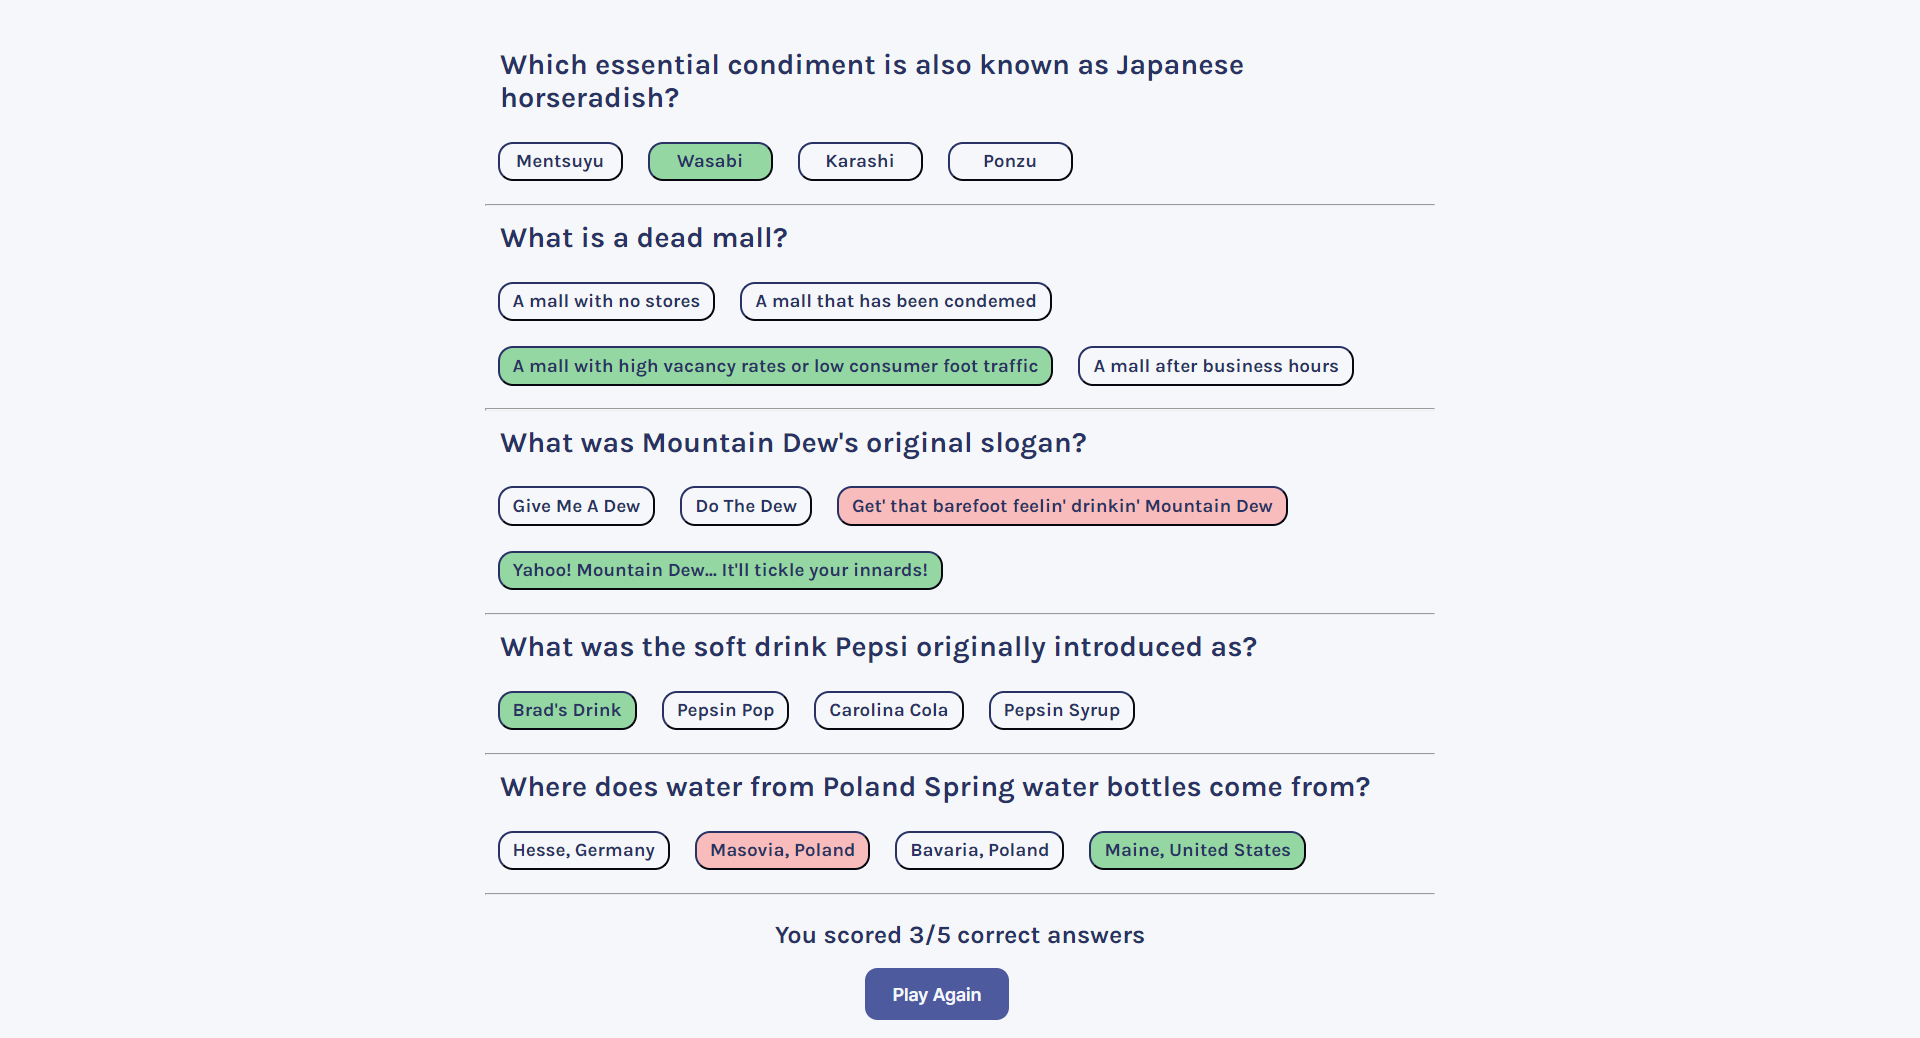 Which essential condiment is also known as Japanese
horseradish?
Mentsuyu Wasabi Karashi Ponzu
What is a dead mall?
A mall with no stores A mall that has been condemed
A mall with high vacancy rates or low consumer foot traffic A mall after business hours
What was Mountain Dew's original slogan?
Give Me A Dew Do The Dew Get' that barefoot feelin' drinkin' Mountain Dew
Yahoo! Mountain Dew... It'll tickle your innards!
What was the soft drink Pepsi originally introduced as?
Brad's Drink Pepsin Pop Carolina Cola Pepsin Syrup
Where does water from Poland Spring water bottles come from?
Hesse, Germany Masovia, Poland Bavaria, Poland Maine, United States
You scored 3/5 correct answers
Play Again